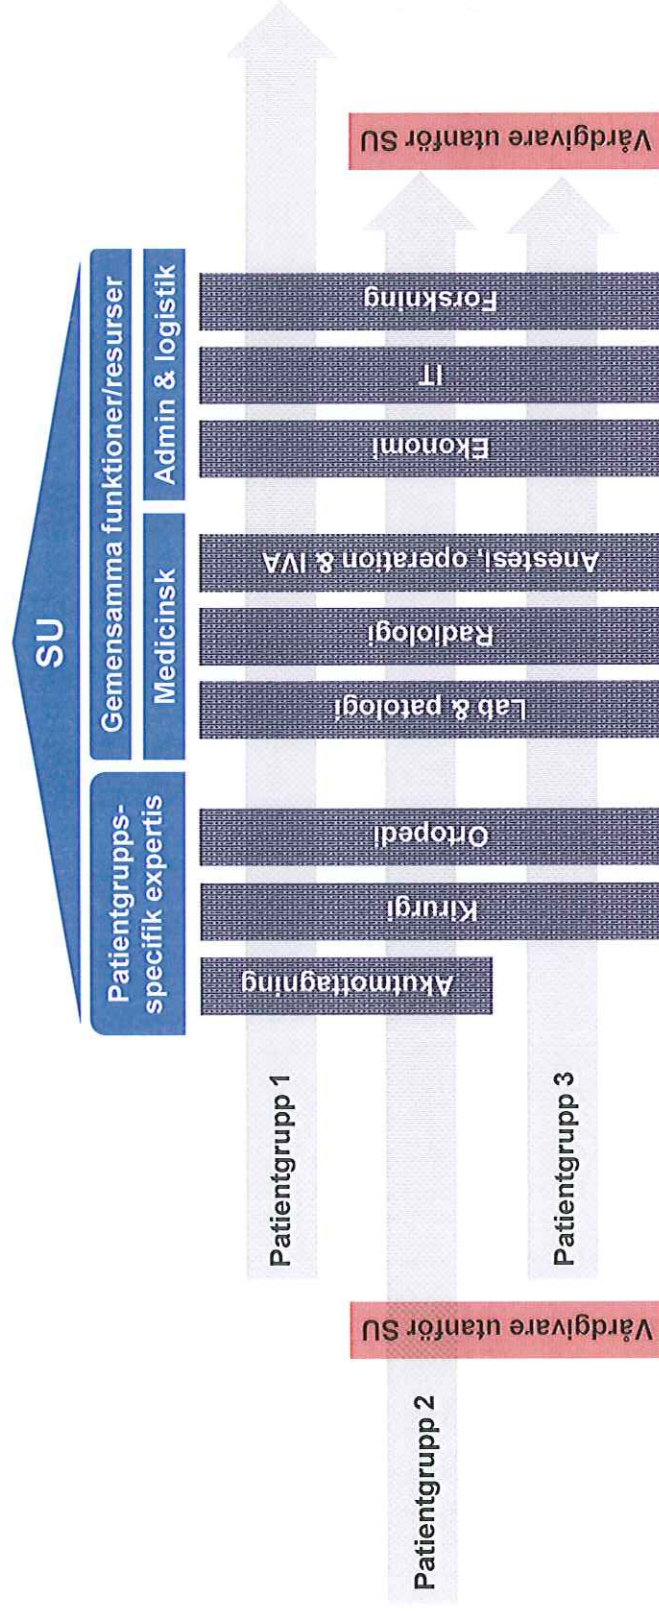 SU
Patientgrupps-
specifik expertis
Gemensamma funktioner/resurser
Medicinsk
Admin & logistik
Akutmottagning
Kirurgi
Ortopedi
Lab & patologi
Radiologi
Anestesi, operation & IVA
Ekonomi
IT
Forskning
Patientgrupp 1
Patientgrupp 2
Patientgrupp 3
Vårdgivare utanför SU
Vårdgivare utanför SU